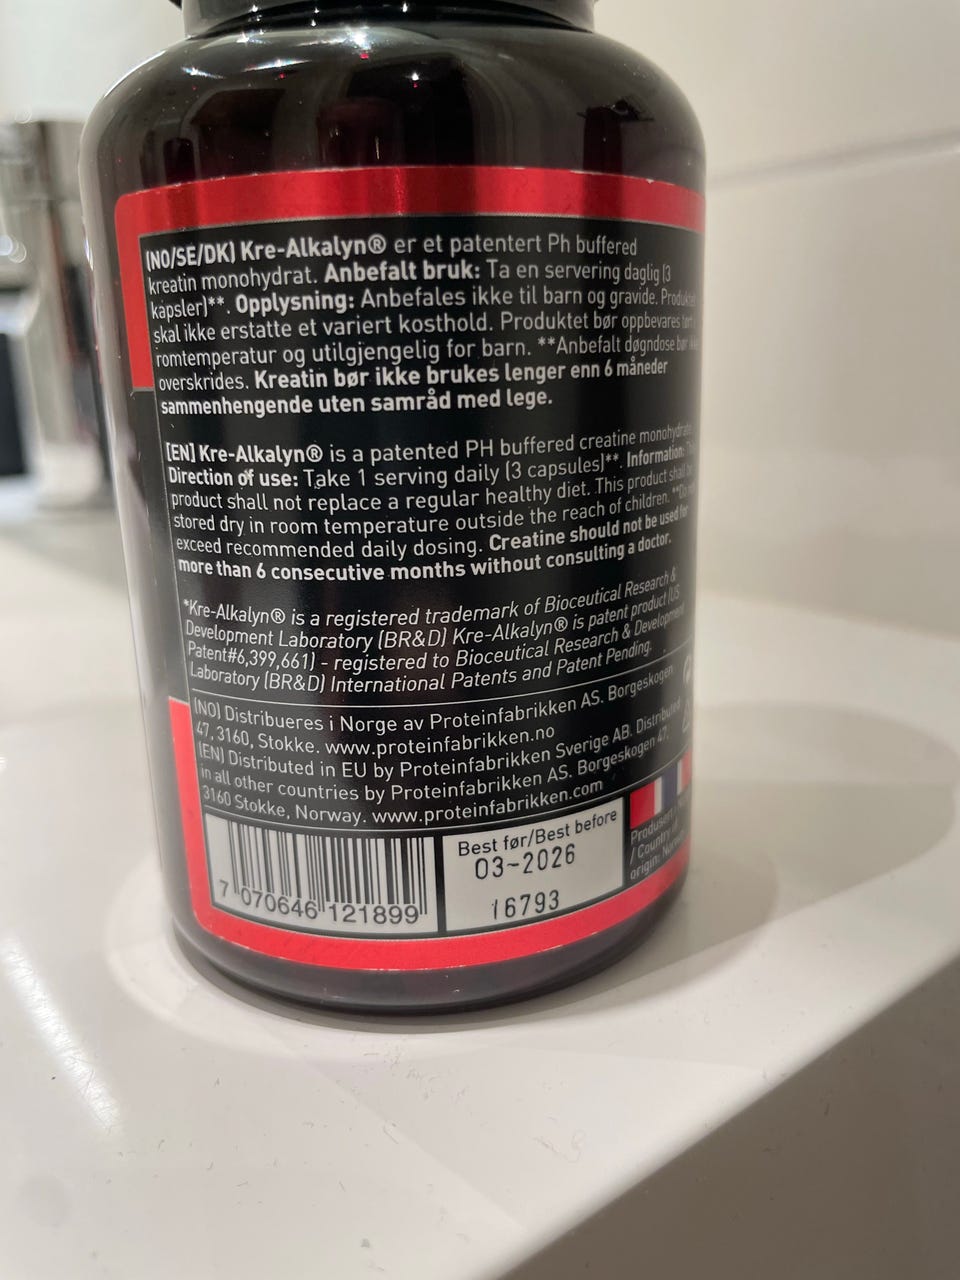 (NO/SE/DK) Kre-Alkalyn® er et patentert Ph buffered
kreatin monohydrat. Anbefalt bruk: Ta en servering daglig (3
kapsler)**. Opplysning: Anbefales ikke til barn og gravide. Produktet
skal ikke erstatte et variert kosthold. Produktet bør oppbevares tørt i
romtemperatur og utilgjengelig for barn. **Anbefalt døgndose bør ikke
overskrides. Kreatin bør ikke brukes lenger enn 6 måneder
sammenhengende uten samråd med lege.
(EN) Kre-Alkalyn® is a patented PH buffered creatine monohydrate.
Direction of use: Take 1 serving daily (3 capsules)**. Information: This
product shall not replace a regular healthy diet. This product shall be
stored dry in room temperature outside the reach of children. **Do not
exceed recommended daily dosing. Creatine should not be used for
more than 6 consecutive months without consulting a doctor.
*Kre-Alkalyn® is a registered trademark of Bioceutical Research &
Development Laboratory (BR&D) Kre-Alkalyn® is patent product (US
Patent#6,399,661) - registered to Bioceutical Research & Development
Laboratory (BR&D) International Patents and Patent Pending.
(NO) Distribueres i Norge av Proteinfabrikken AS. Borgeskogen
47, 3160, Stokke. www.proteinfabrikken.no
(EN) Distributed in EU by Proteinfabrikken Sverige AB. Distributed
in all other countries by Proteinfabrikken AS. Borgeskogen 47.
3160 Stokke, Norway. www.proteinfabrikken.com
7 070646 121899
Best før/Best before
03-2026
16793
/ Country
origin: